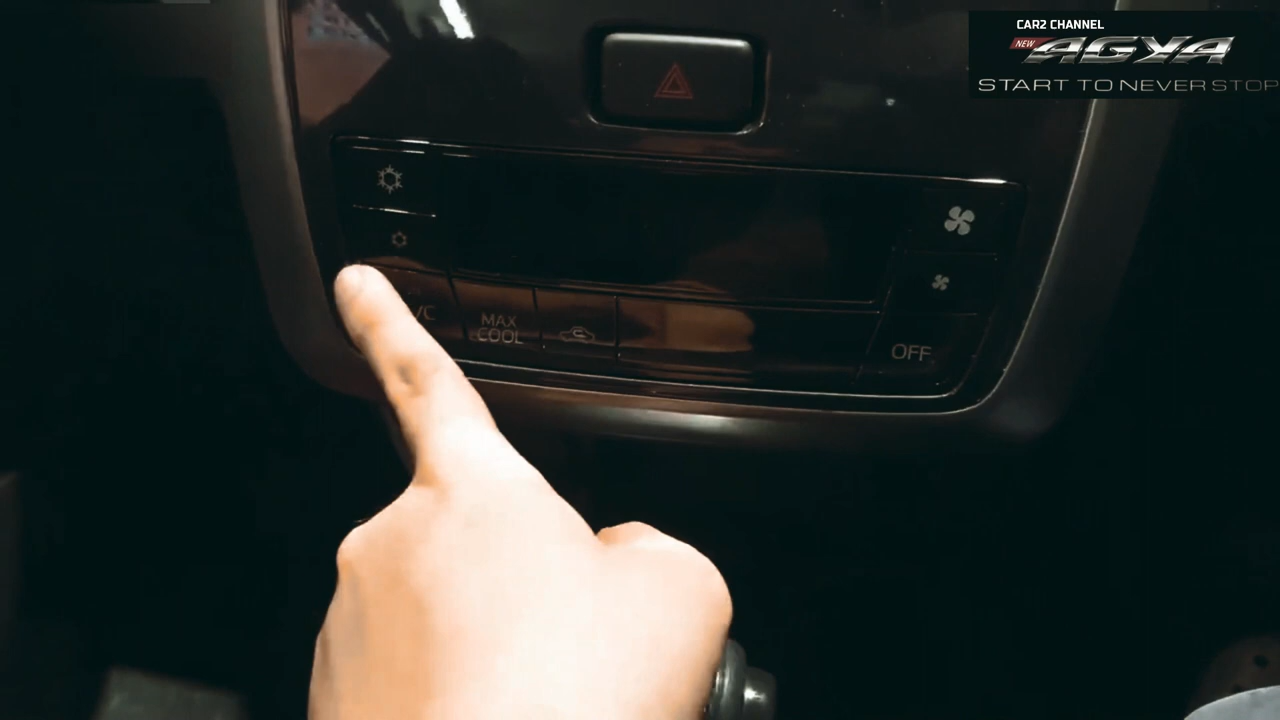 CAR2 CHANNEL
NEW AGYA
START TO NEVER STOP
/C
MAX
COOL
OFF